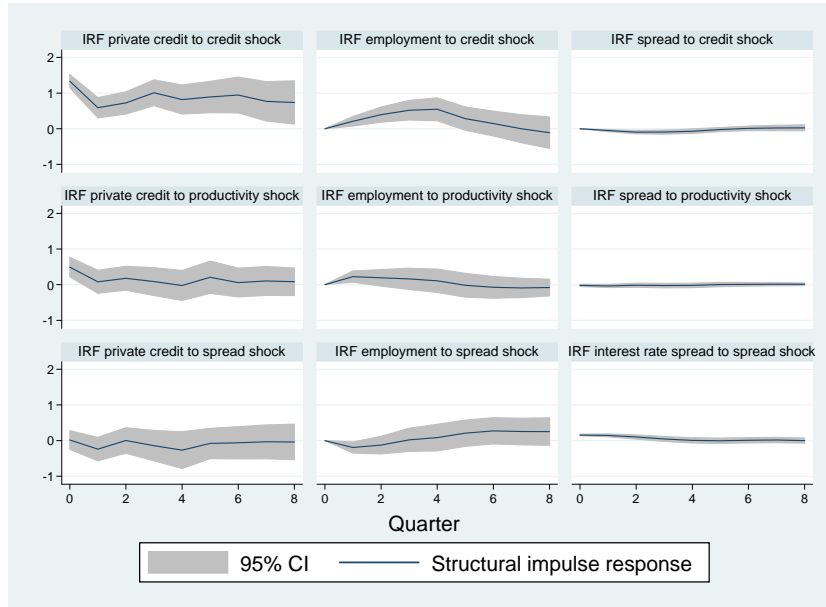 IRF private credit to credit shock
IRF employment to credit shock
IRF spread to credit shock
2
1
0
-1
IRF private credit to productivity shock
IRF employment to productivity shock
IRF spread to productivity shock
2
1
0
-1
IRF private credit to spread shock
IRF employment to spread shock
IRF interest rate spread to spread shock
2
1
0
-1
0 2 4 6 8
0 2 4 6 8
0 2 4 6 8
Quarter
95% CI
Structural impulse response